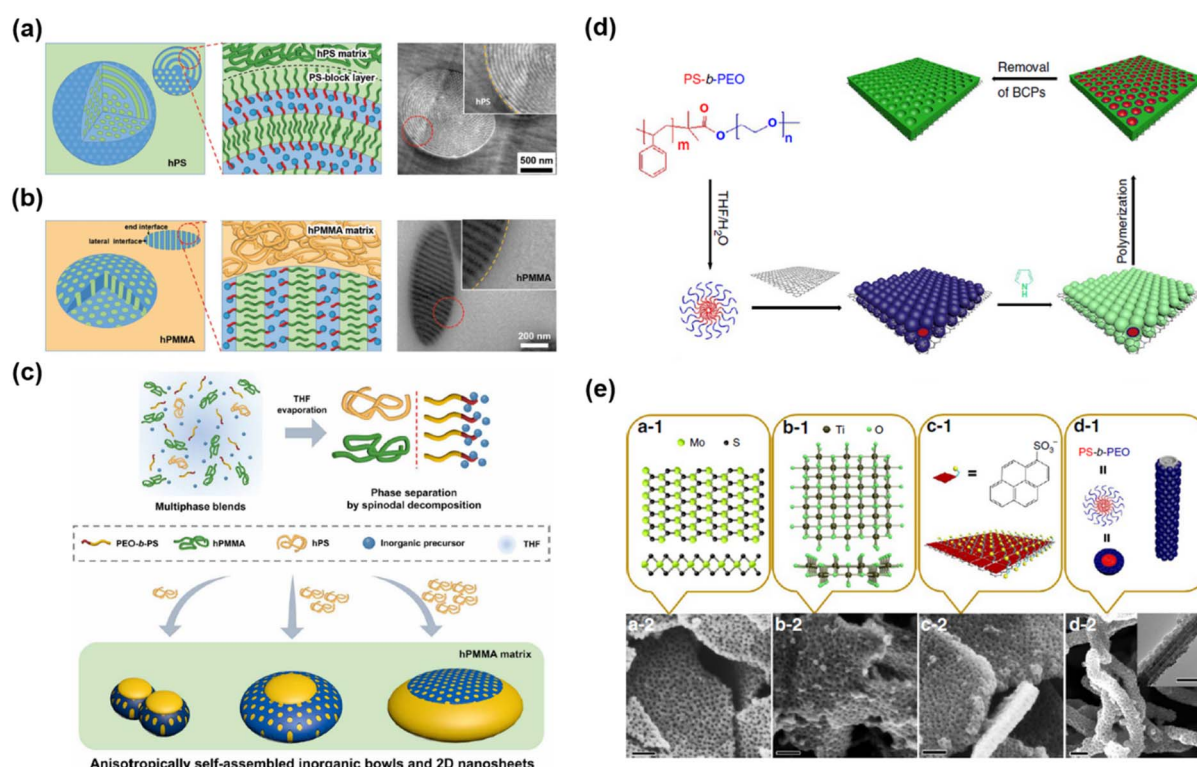 (a)
hPS
hPS matrix
PS-block layer
hPS
500 nm
(b)
end interface
lateral interface
hPMMA
hPMMA matrix
hPMMA
200 nm
(c)
Multiphase blends
THF
evaporation
Phase separation
by spinodal decomposition
PEO-b-PS
hPMMA
hPS
Inorganic precursor
THF
hPMMA matrix
Anisotropically self-assembled inorganic bowls and 2D nanosheets
(d)
PS-b-PEO
O
O
m
n
O
THF/H2O
N
H
Polymerization
Removal
of BCPs
(e)
a-1
Mo
S
b-1
Ti
O
c-1
=
SO3−
d-1
PS-b-PEO
=
=
a-2
b-2
c-2
d-2